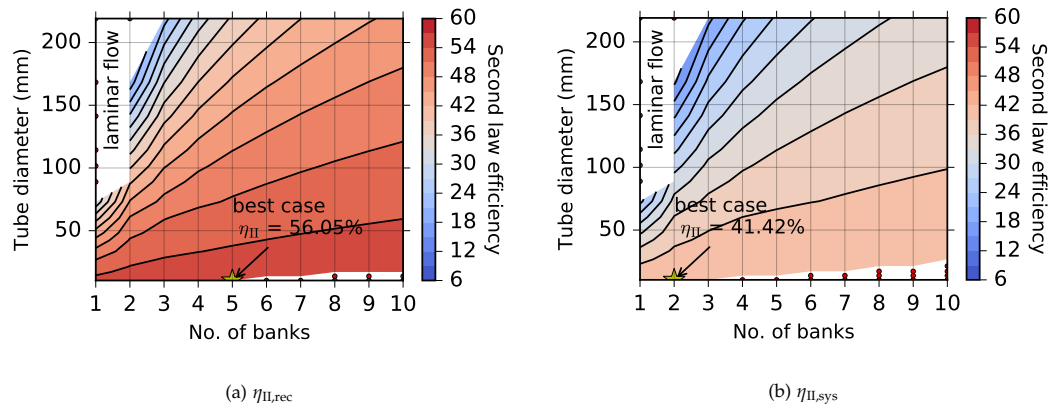 200
150
100
50
Tube diameter (mm)
laminar flow
best case
η_II = 56.05%
1 2 3 4 5 6 7 8 9 10
No. of banks
60
54
48
42
36
30
24
18
12
6
Second law efficiency
(a) η_II,rec
200
150
100
50
Tube diameter (mm)
laminar flow
best case
η_II = 41.42%
1 2 3 4 5 6 7 8 9 10
No. of banks
60
54
48
42
36
30
24
18
12
6
Second law efficiency
(b) η_II,sys